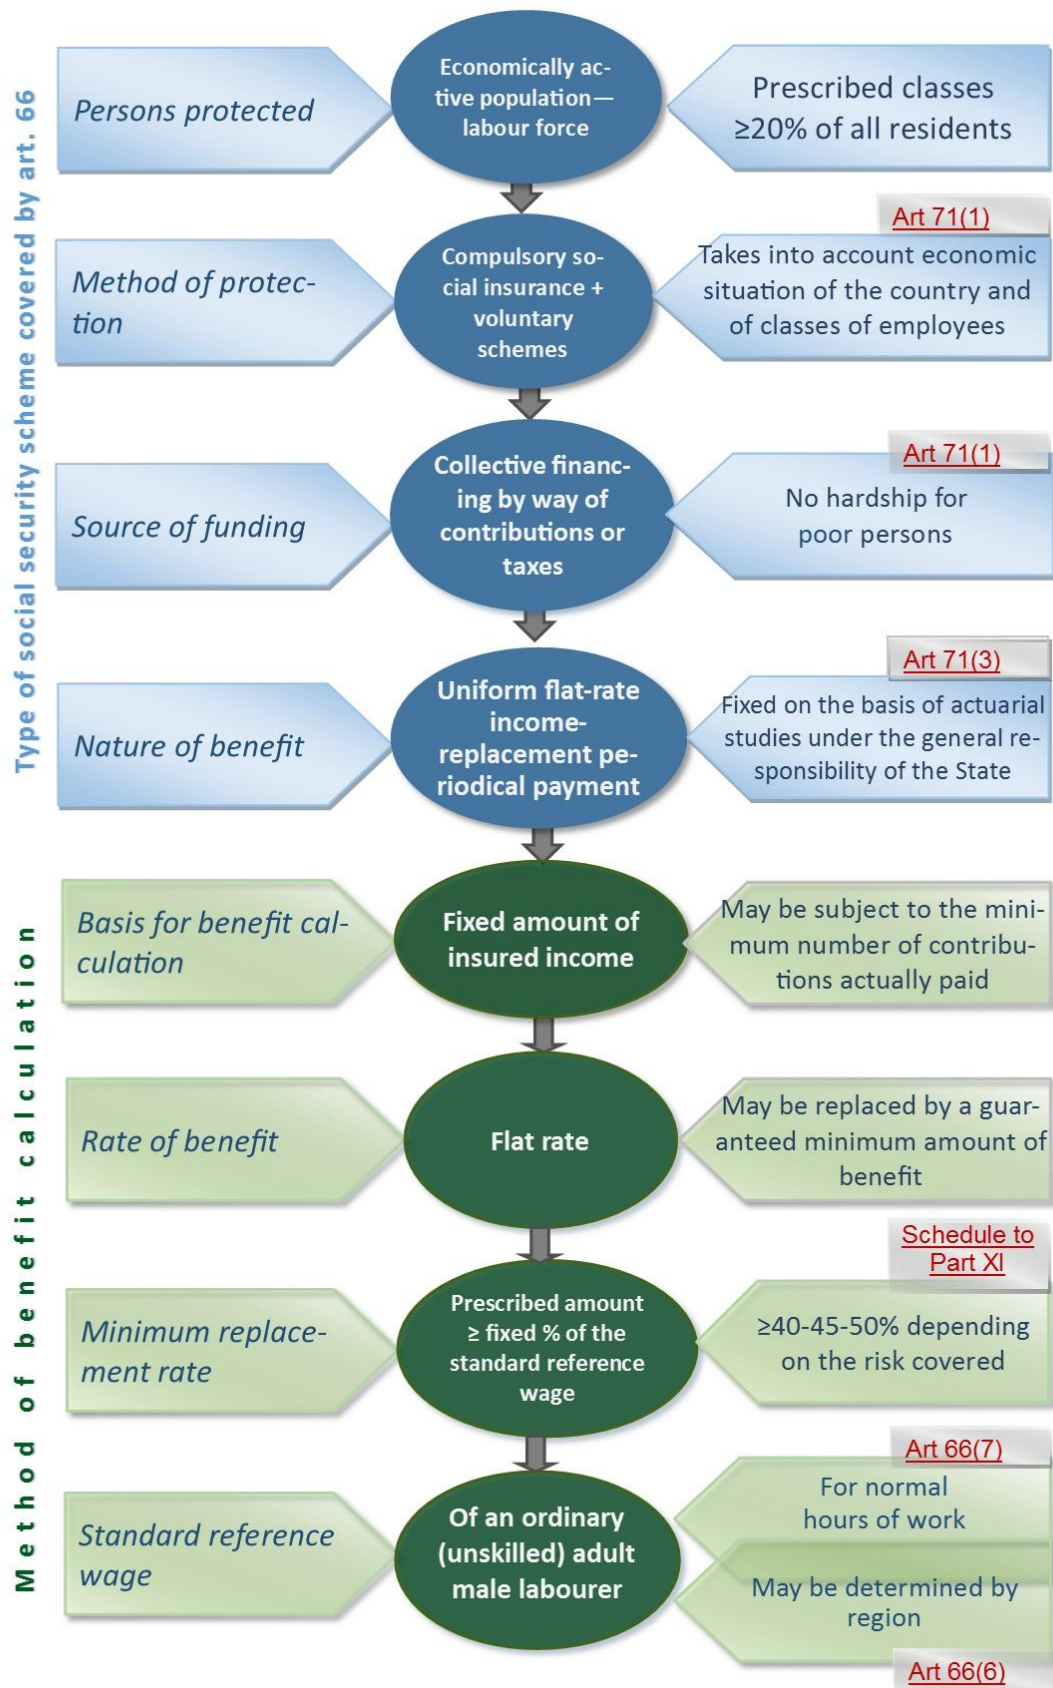 Type of social security scheme covered by art. 66
Persons protected
Economically ac-
tive population—
labour force
Prescribed classes
≥20% of all residents
Method of protec-
tion
Compulsory so-
cial insurance +
voluntary
schemes
Art 71(1)
Takes into account economic
situation of the country and
of classes of employees
Source of funding
Collective financ-
ing by way of
contributions or
taxes
Art 71(1)
No hardship for
poor persons
Nature of benefit
Uniform flat-rate
income-
replacement pe-
riodical payment
Art 71(3)
Fixed on the basis of actuarial
studies under the general re-
sponsibility of the State
Method of benefit calculation
Basis for benefit cal-
culation
Fixed amount of
insured income
May be subject to the mini-
mum number of contribu-
tions actually paid
Rate of benefit
Flat rate
May be replaced by a guar-
anteed minimum amount of
benefit
Minimum replace-
ment rate
Prescribed amount
≥ fixed % of the
standard reference
wage
Schedule to
Part XI
≥40-45-50% depending
on the risk covered
Standard reference
wage
Of an ordinary
(unskilled) adult
male labourer
Art 66(7)
For normal
hours of work
May be determined by
region
Art 66(6)